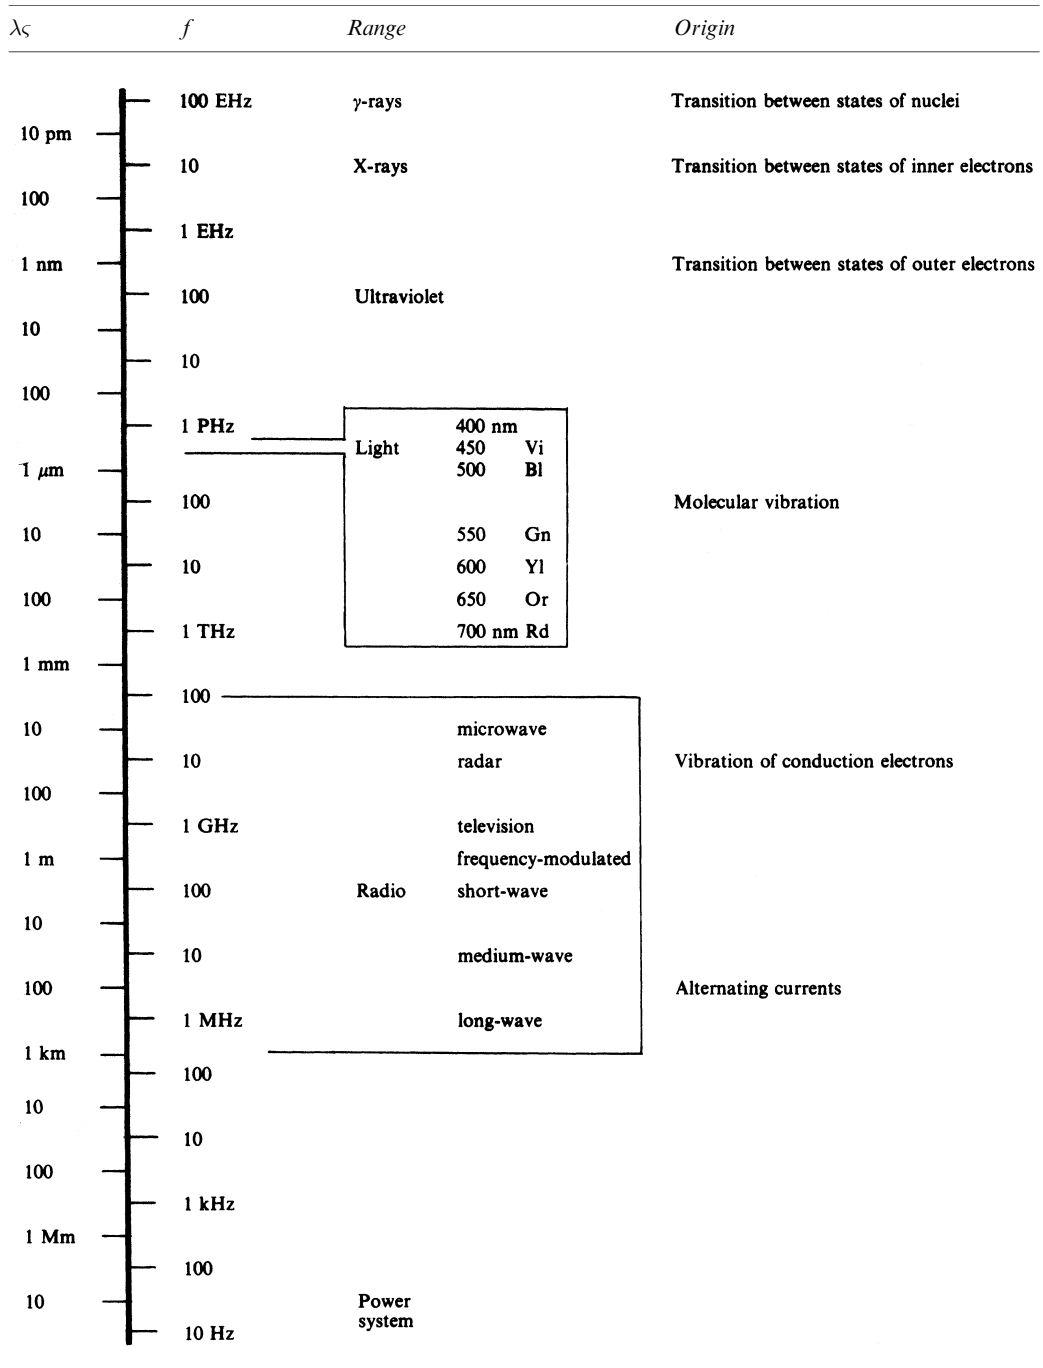 λς f Range Origin
100 EHz γ-rays Transition between states of nuclei
10 pm
10 X-rays Transition between states of inner electrons
100
1 EHz
1 nm Transition between states of outer electrons
100 Ultraviolet
10
10
100
1 PHz 400 nm
Light 450 Vi
1 μm 500 Bl
100 Molecular vibration
10 550 Gn
10 600 Yl
100 650 Or
1 THz 700 nm Rd
1 mm
100
10 microwave
10 radar Vibration of conduction electrons
100
1 GHz television
1 m frequency-modulated
100 Radio short-wave
10
10 medium-wave
100 Alternating currents
1 MHz long-wave
1 km
100
10
10
100
1 kHz
1 Mm
100
10 Power
system
10 Hz